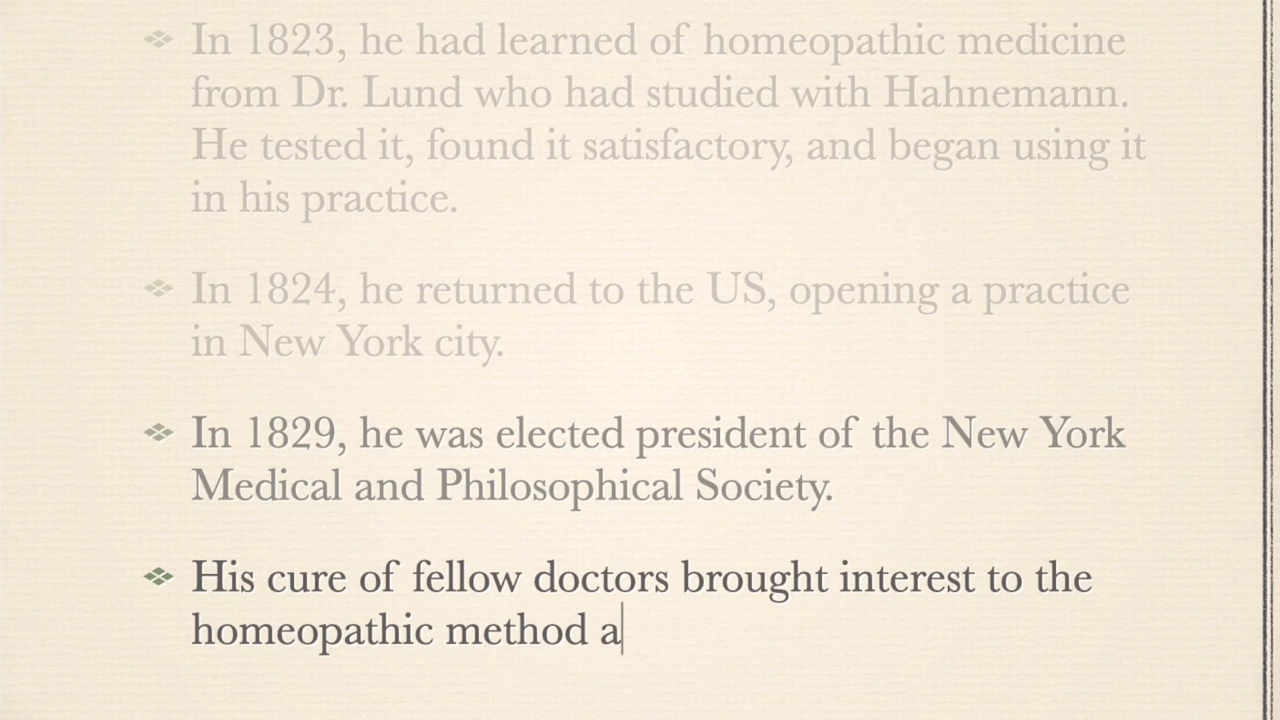 In 1823, he had learned of homeopathic medicine
from Dr. Lund who had studied with Hahnemann.
He tested it, found it satisfactory, and began using it
in his practice.
In 1824, he returned to the US, opening a practice
in New York city.
In 1829, he was elected president of the New York
Medical and Philosophical Society.
His cure of fellow doctors brought interest to the
homeopathic method a